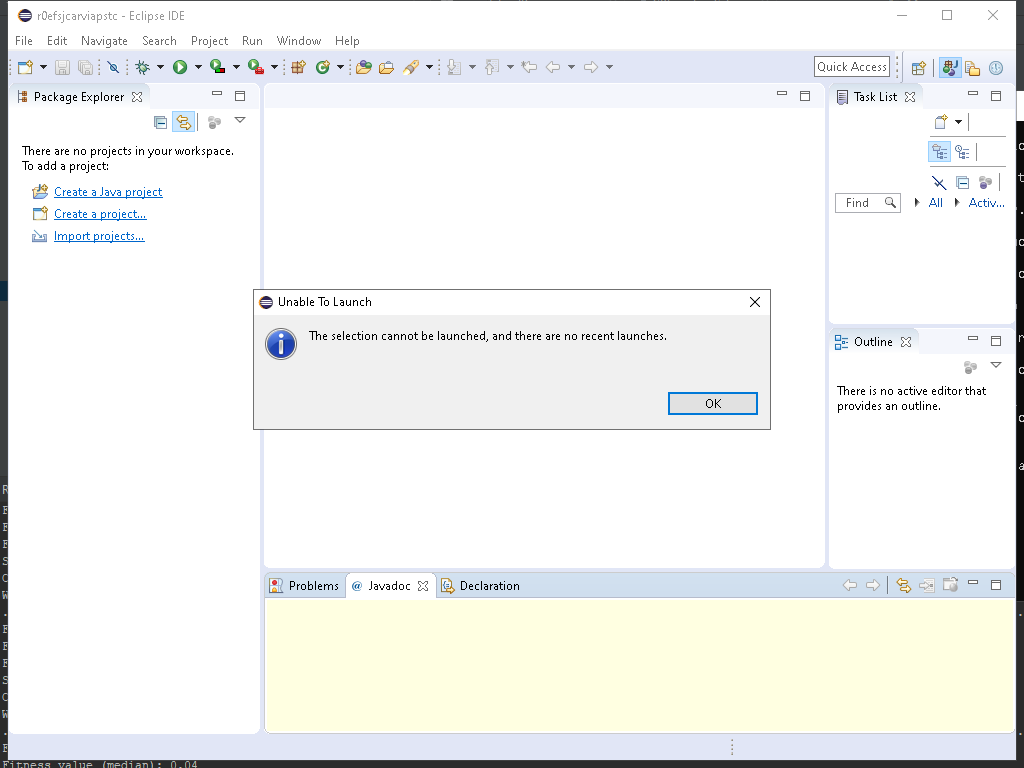 r0efsjcarviapstc - Eclipse IDE
File Edit Navigate Search Project Run Window Help
Quick Access
Package Explorer
Task List
There are no projects in your workspace.
To add a project:
Create a Java project
Create a project...
Import projects...
Find
All
Activ...
Unable To Launch
The selection cannot be launched, and there are no recent launches.
OK
Outline
There is no active editor that
provides an outline.
Problems
@ Javadoc
Declaration
Fitness value (median): 0.04